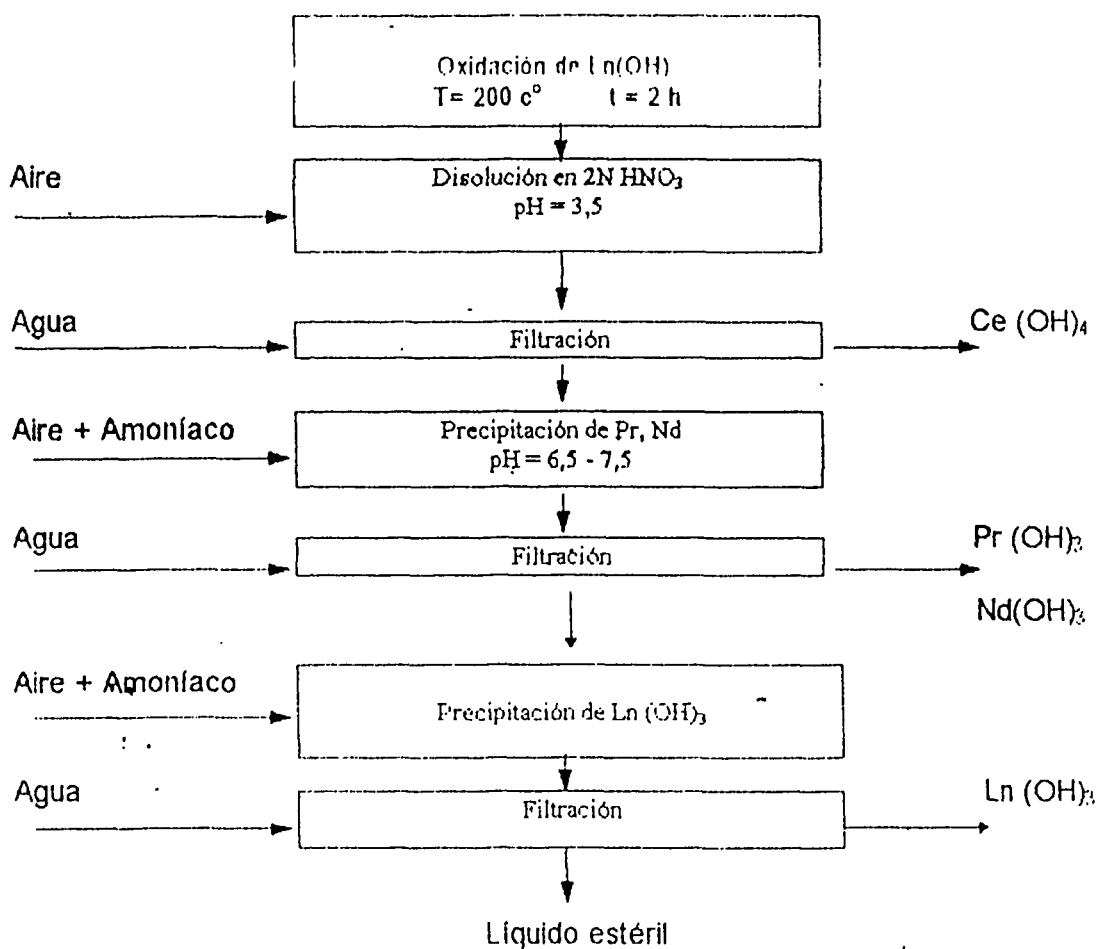 Oxidación de Ln(OH)
T= 200 c° t = 2 h
Aire
Disolución en 2N HNO₃
pH = 3,5
Agua
Filtración
Ce (OH)₄
Aire + Amoníaco
Precipitación de Pr, Nd
pH = 6,5 - 7,5
Agua
Filtración
Pr (OH)₃
Nd(OH)₃
Aire + Amoníaco
Precipitación de Ln (OH)₃
Agua
Filtración
Ln (OH)₃
Líquido estéril